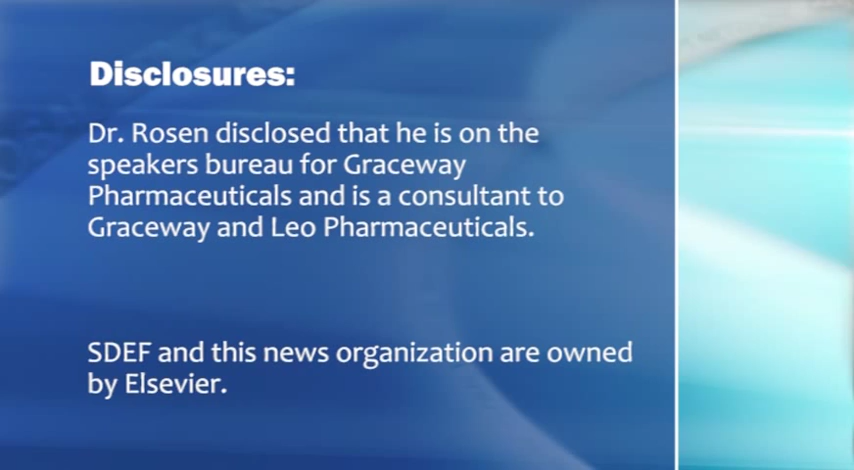 Disclosures:
Dr. Rosen disclosed that he is on the
speakers bureau for Graceway
Pharmaceuticals and is a consultant to
Graceway and Leo Pharmaceuticals.
SDEF and this news organization are owned
by Elsevier.